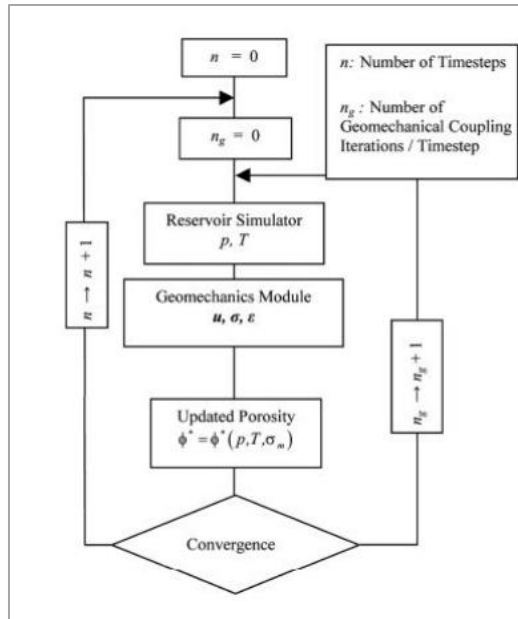 n = 0
n: Number of Timesteps
n_g : Number of
Geomechanical Coupling
Iterations / Timestep
n_g = 0
Reservoir Simulator
p, T
Geomechanics Module
u, σ, ε
n → n + 1
n_g → n_g + 1
Updated Porosity
ϕ* = ϕ*(p,T,σ_m)
Convergence